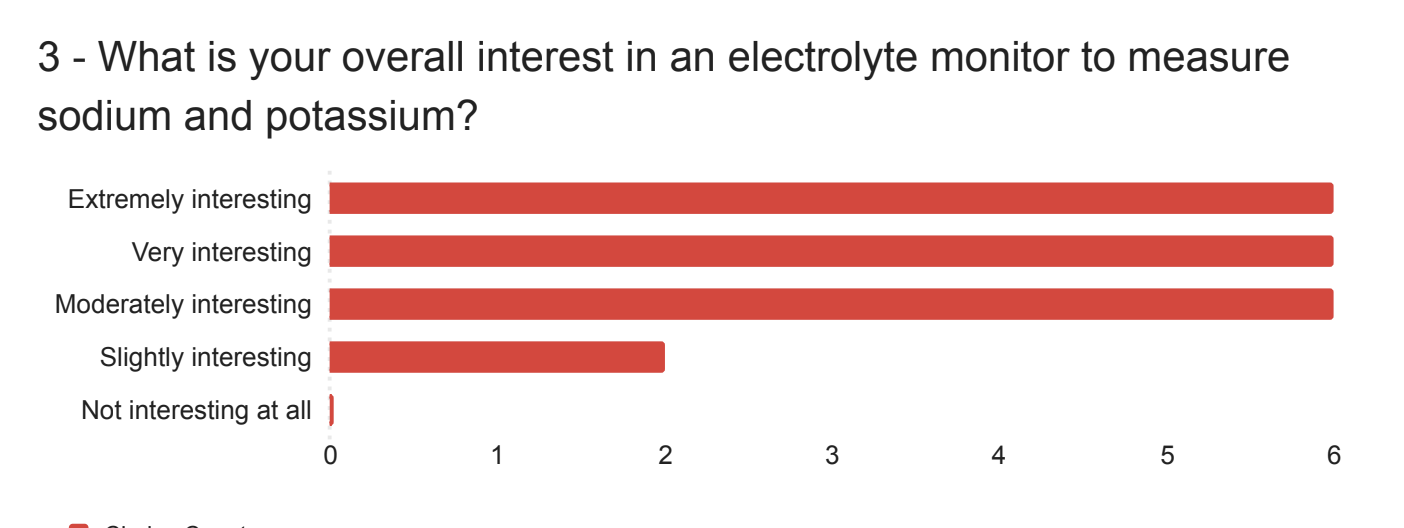 3 - What is your overall interest in an electrolyte monitor to measure
sodium and potassium?
Extremely interesting
Very interesting
Moderately interesting
Slightly interesting
Not interesting at all
0 1 2 3 4 5 6